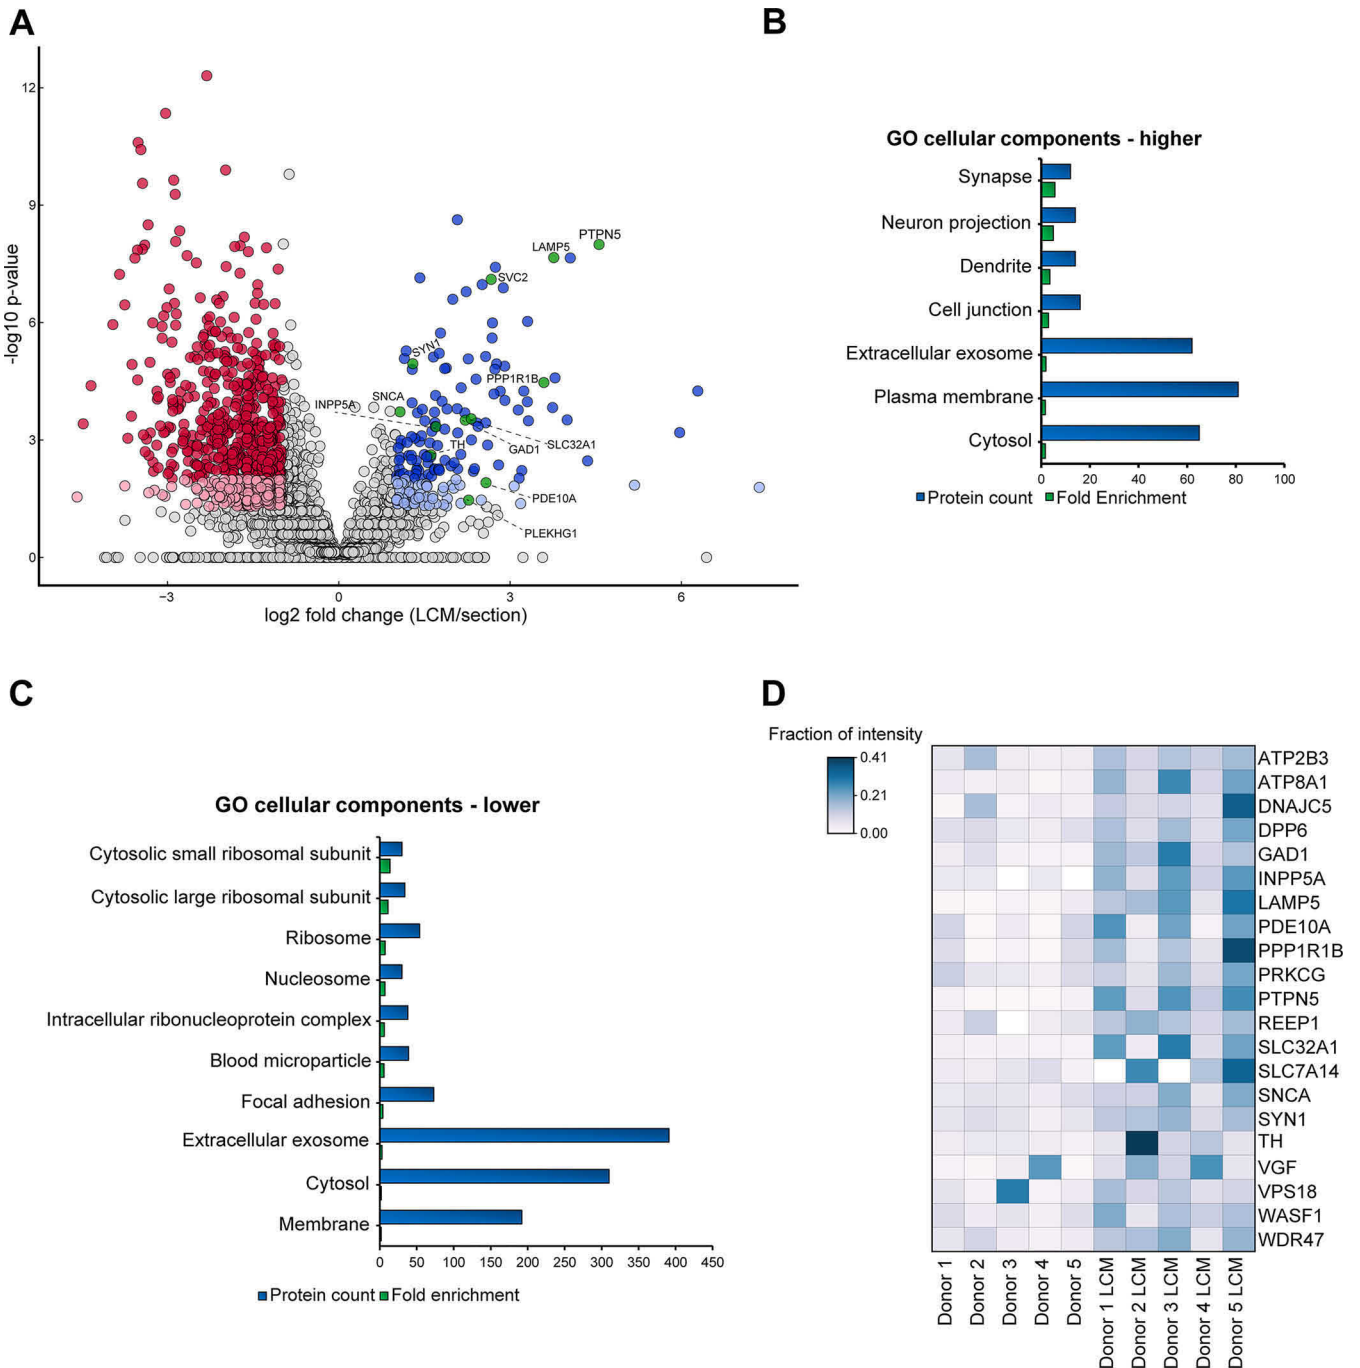 A
12
9
6
3
0
-log10 p-value
−3
0
3
6
log2 fold change (LCM/section)
PTPN5
LAMP5
SVC2
SYN1
PPP1R1B
SNCA
INPP5A
TH
GAD1
SLC32A1
PDE10A
PLEKHG1
B
GO cellular components - higher
Synapse
Neuron projection
Dendrite
Cell junction
Extracellular exosome
Plasma membrane
Cytosol
0 20 40 60 80 100
Protein count Fold Enrichment
C
GO cellular components - lower
Cytosolic small ribosomal subunit
Cytosolic large ribosomal subunit
Ribosome
Nucleosome
Intracellular ribonucleoprotein complex
Blood microparticle
Focal adhesion
Extracellular exosome
Cytosol
Membrane
0 50 100 150 200 250 300 350 400 450
Protein count Fold enrichment
D
Fraction of intensity
0.41
0.21
0.00
ATP2B3
ATP8A1
DNAJC5
DPP6
GAD1
INPP5A
LAMP5
PDE10A
PPP1R1B
PRKCG
PTPN5
REEP1
SLC32A1
SLC7A14
SNCA
SYN1
TH
VGF
VPS18
WASF1
WDR47
Donor 1
Donor 2
Donor 3
Donor 4
Donor 5
Donor 1 LCM
Donor 2 LCM
Donor 3 LCM
Donor 4 LCM
Donor 5 LCM